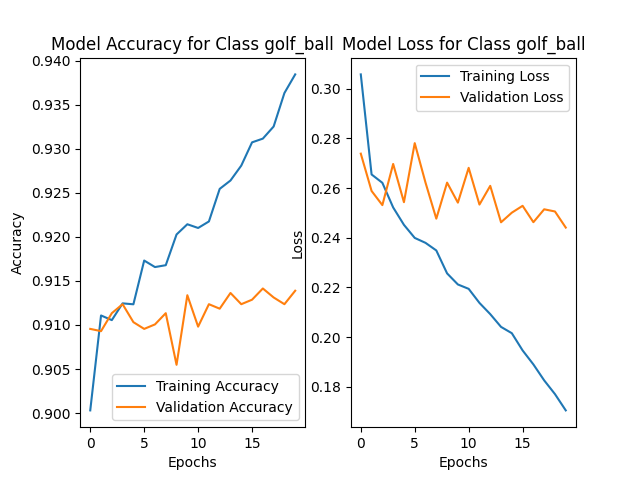 Model Accuracy for Class golf_ball
0.940
0.935
0.930
0.925
0.920
0.915
0.910
0.905
0.900
Accuracy
Training Accuracy
Validation Accuracy
0 5 10 15
Epochs
Model Loss for Class golf_ball
Training Loss
Validation Loss
0.30
0.28
0.26
0.24
0.22
0.20
0.18
Loss
0 5 10 15
Epochs